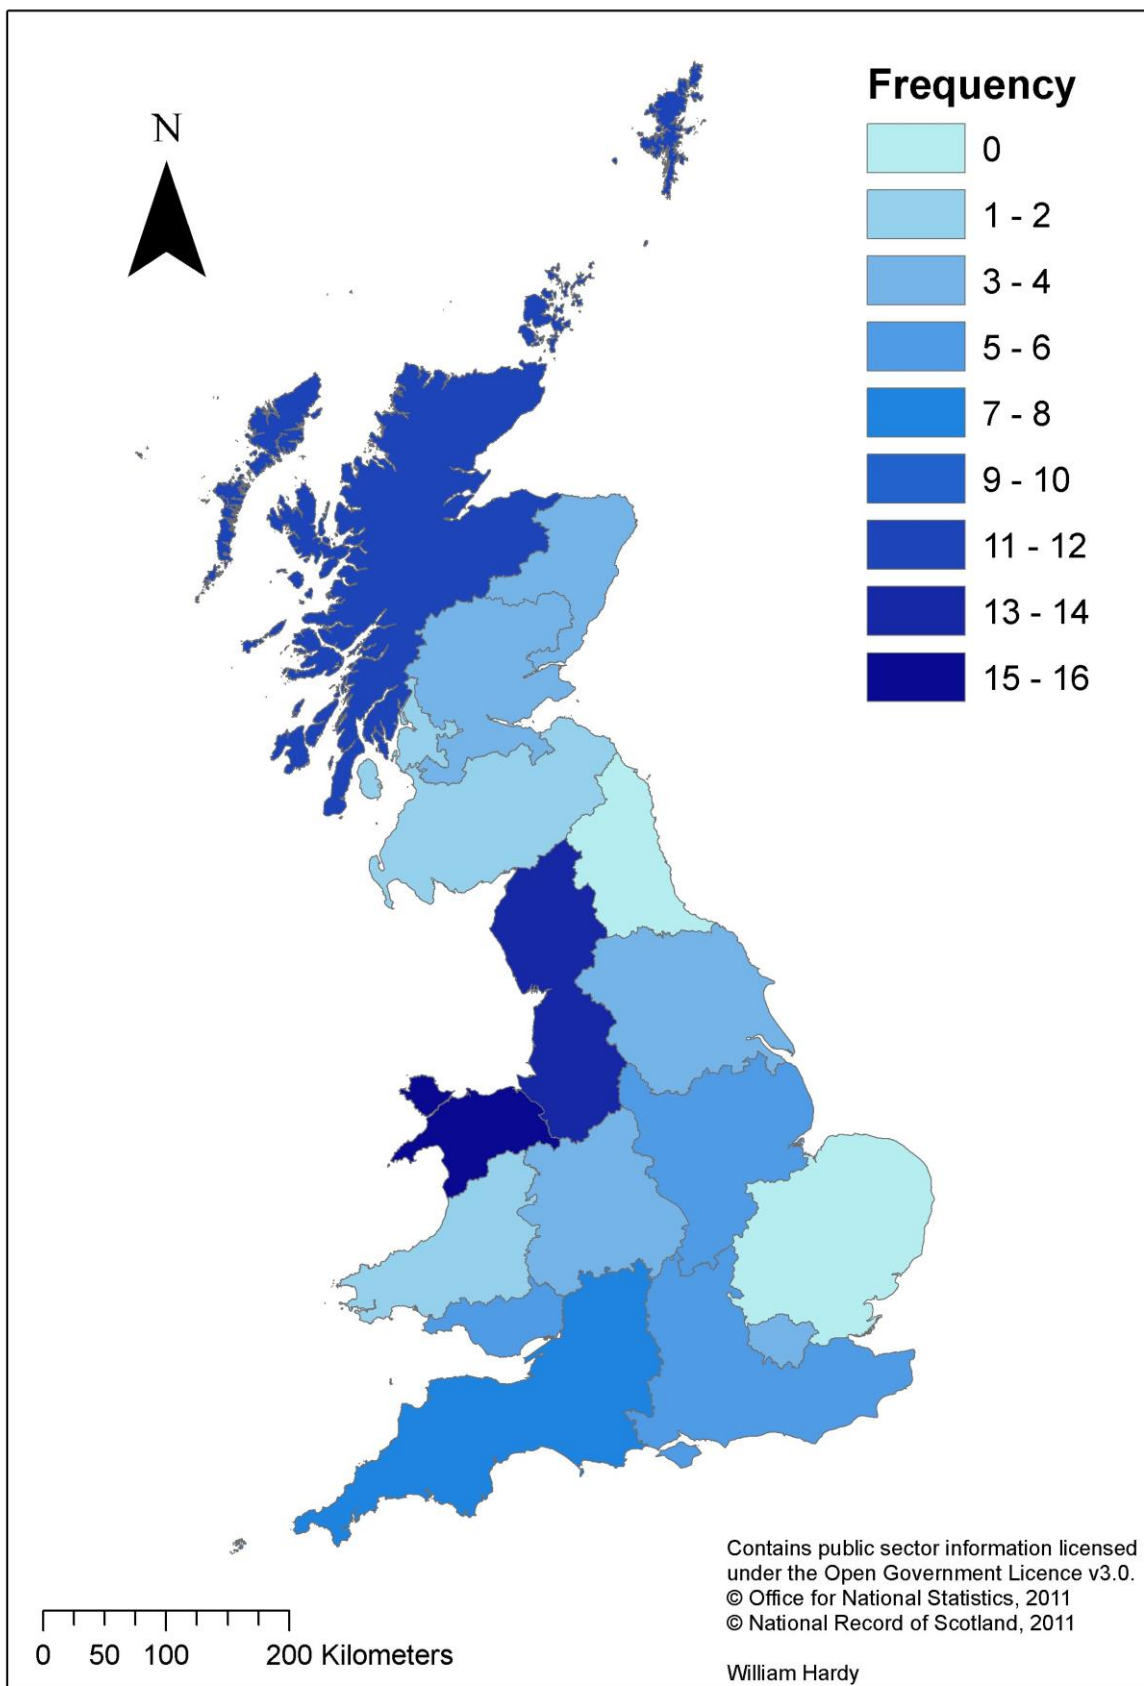 N
Frequency
0
1 - 2
3 - 4
5 - 6
7 - 8
9 - 10
11 - 12
13 - 14
15 - 16
Contains public sector information licensed
under the Open Government Licence v3.0.
© Office for National Statistics, 2011
© National Record of Scotland, 2011
William Hardy
0 50 100 200 Kilometers